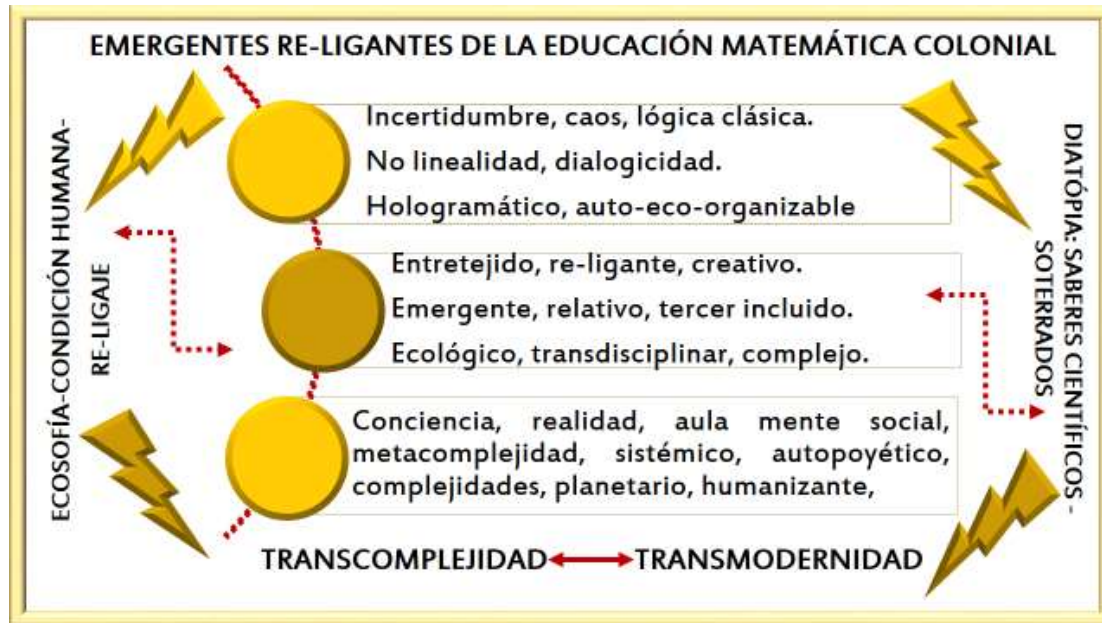 EMERGENTES RE-LIGANTES DE LA EDUCACIÓN MATEMÁTICA COLONIAL
ECOSOFÍA-CONDICIÓN HUMANA-
RE-LIGAJE
Incertidumbre, caos, lógica clásica.
No linealidad, dialogicidad.
Hologramático, auto-eco-organizable
Entretejido, re-ligante, creativo.
Emergente, relativo, tercer incluido.
Ecológico, transdisciplinar, complejo.
Conciencia, realidad, aula mente social,
metacomplejidad, sistémico, autopoyético,
complejidades, planetario, humanizante,
DIATÓPIA: SABERES CIENTÍFICOS -
SOTERRADOS
TRANSCOMPLEJIDAD TRANSMODERNIDAD